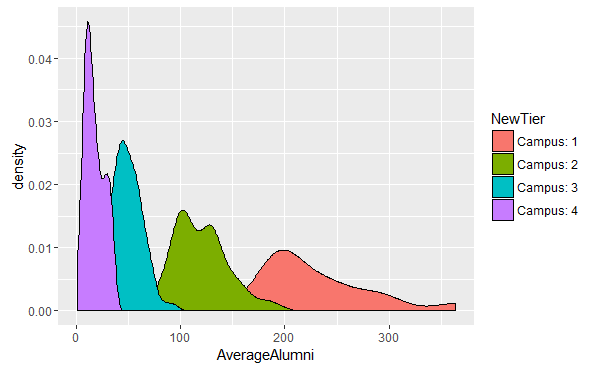 density
0.04
0.03
0.02
0.01
0.00
0
100
200
300
AverageAlumni
NewTier
Campus: 1
Campus: 2
Campus: 3
Campus: 4